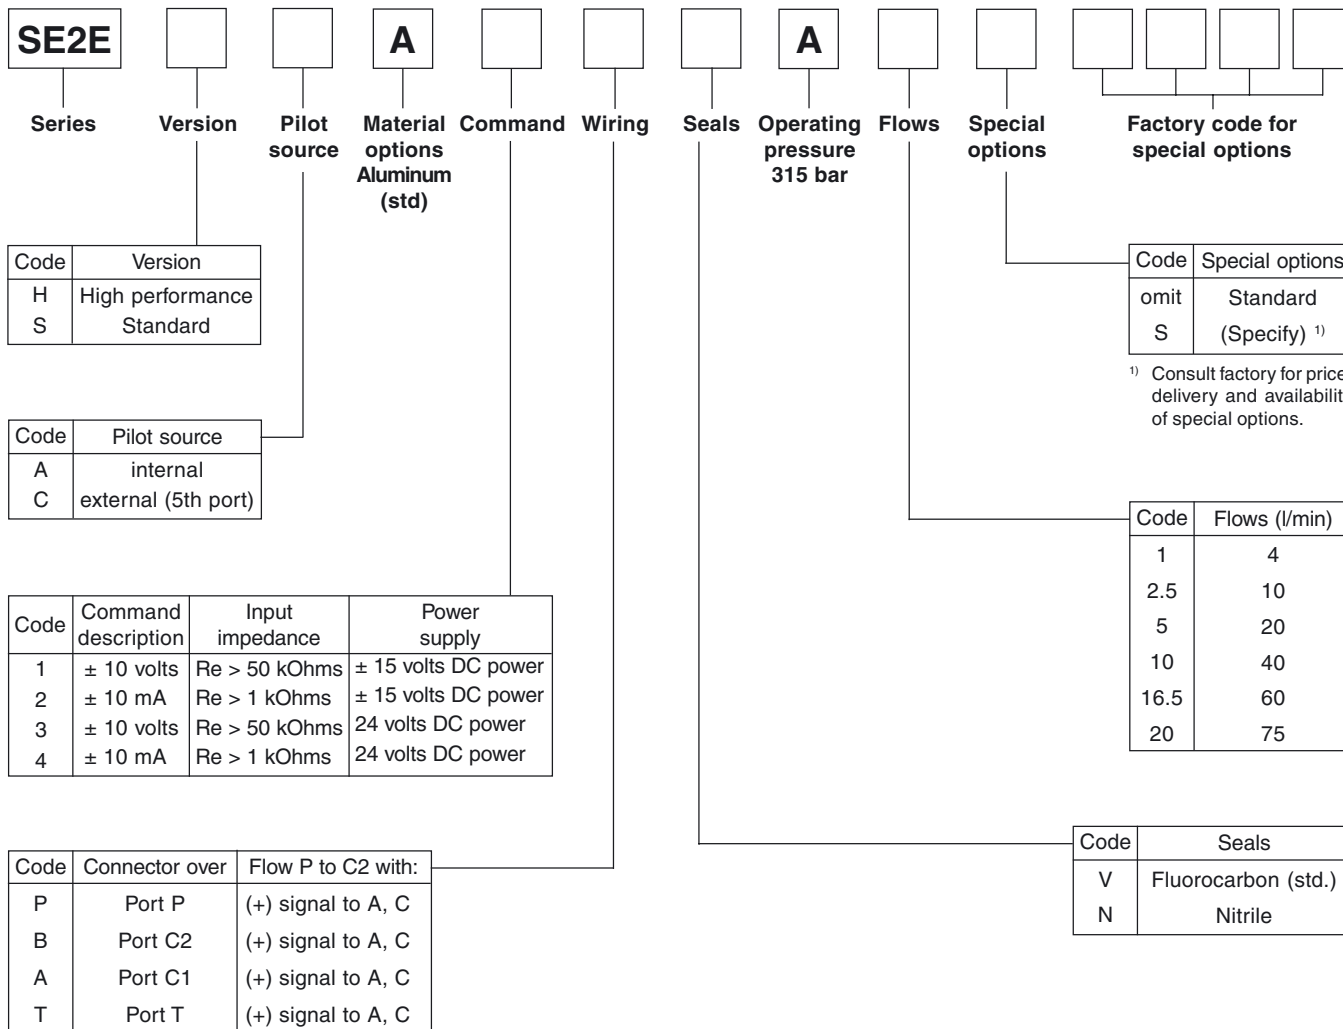 SE2E A A
Series Version Pilot source Material options Aluminum (std) Command Wiring Seals Operating pressure 315 bar Flows Special options Factory code for special options
Code Version
H High performance
S Standard
Code Special options
omit Standard
S (Specify) 1)
1) Consult factory for
delivery and
of special options.
Code Pilot source
A internal
C external (5th port)
Code Flows (l/min)
1 4
2.5 10
5 20
10 40
16.5 60
20 75
Code Command description Input impedance Power supply
1 ± 10 volts Re > 50 kOhms ± 15 volts DC power
2 ± 10 mA Re > 1 kOhms ± 15 volts DC power
3 ± 10 volts Re > 50 kOhms 24 volts DC power
4 ± 10 mA Re > 1 kOhms 24 volts DC power
Code Seals
V Fluorocarbon (std.)
N Nitrile
Code Connector over Flow P to C2 with:
P Port P (+) signal to A, C
B Port C2 (+) signal to A, C
A Port C1 (+) signal to A, C
T Port T (+) signal to A, C